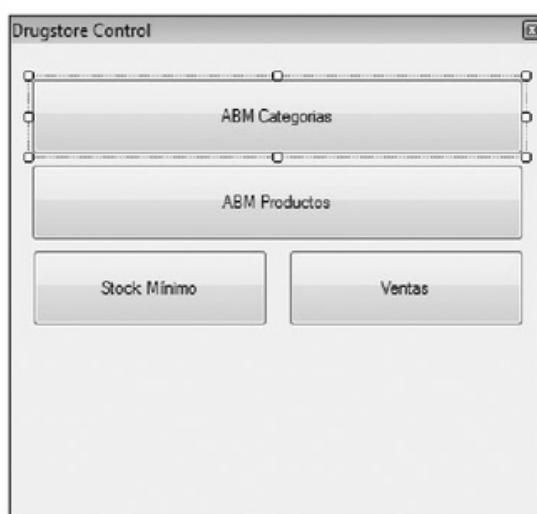 Drugstore Control
ABM Categorias
ABM Productos
Stock Mínimo
Ventas